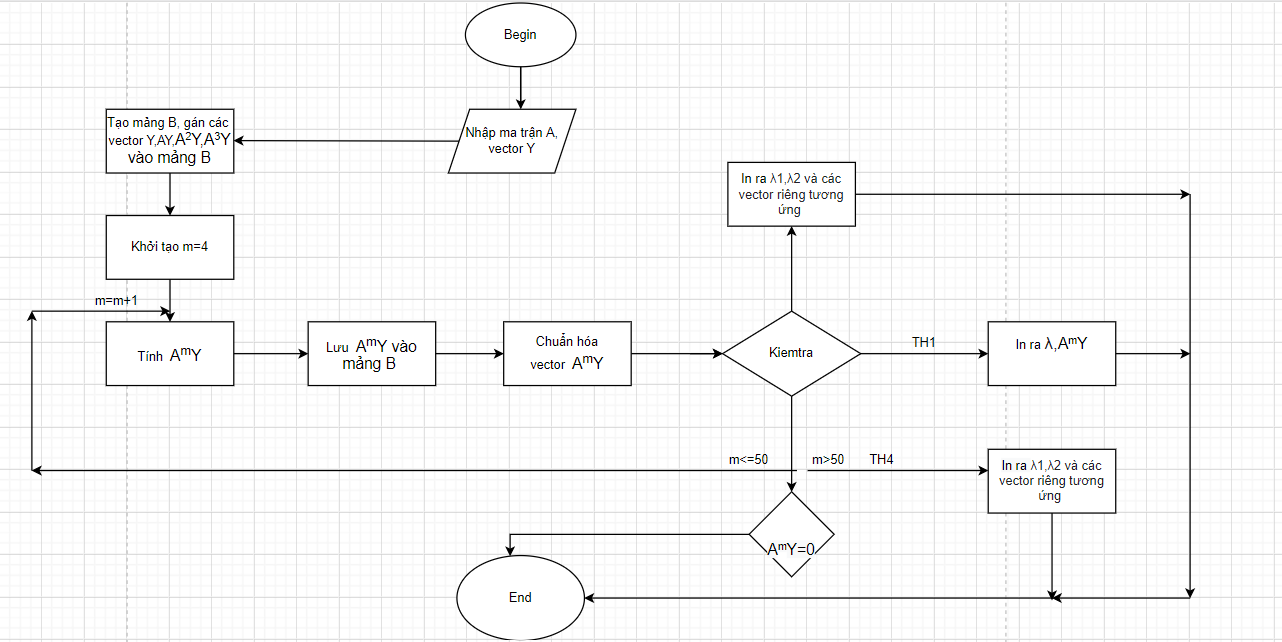 Begin
Nhập ma trận A,
vector Y
Tạo mảng B, gán các
vector Y,AY,A²Y,A³Y
vào mảng B
Khởi tạo m=4
m=m+1
Tính AᵐY
Lưu AᵐY vào
mảng B
Chuẩn hóa
vector AᵐY
Kiemtra
In ra λ1,λ2 và các
vector riêng tương
ứng
TH1
In ra λ,AᵐY
m<=50
m>50
TH4
In ra λ1,λ2 và các
vector riêng tương
ứng
AᵐY=0
End